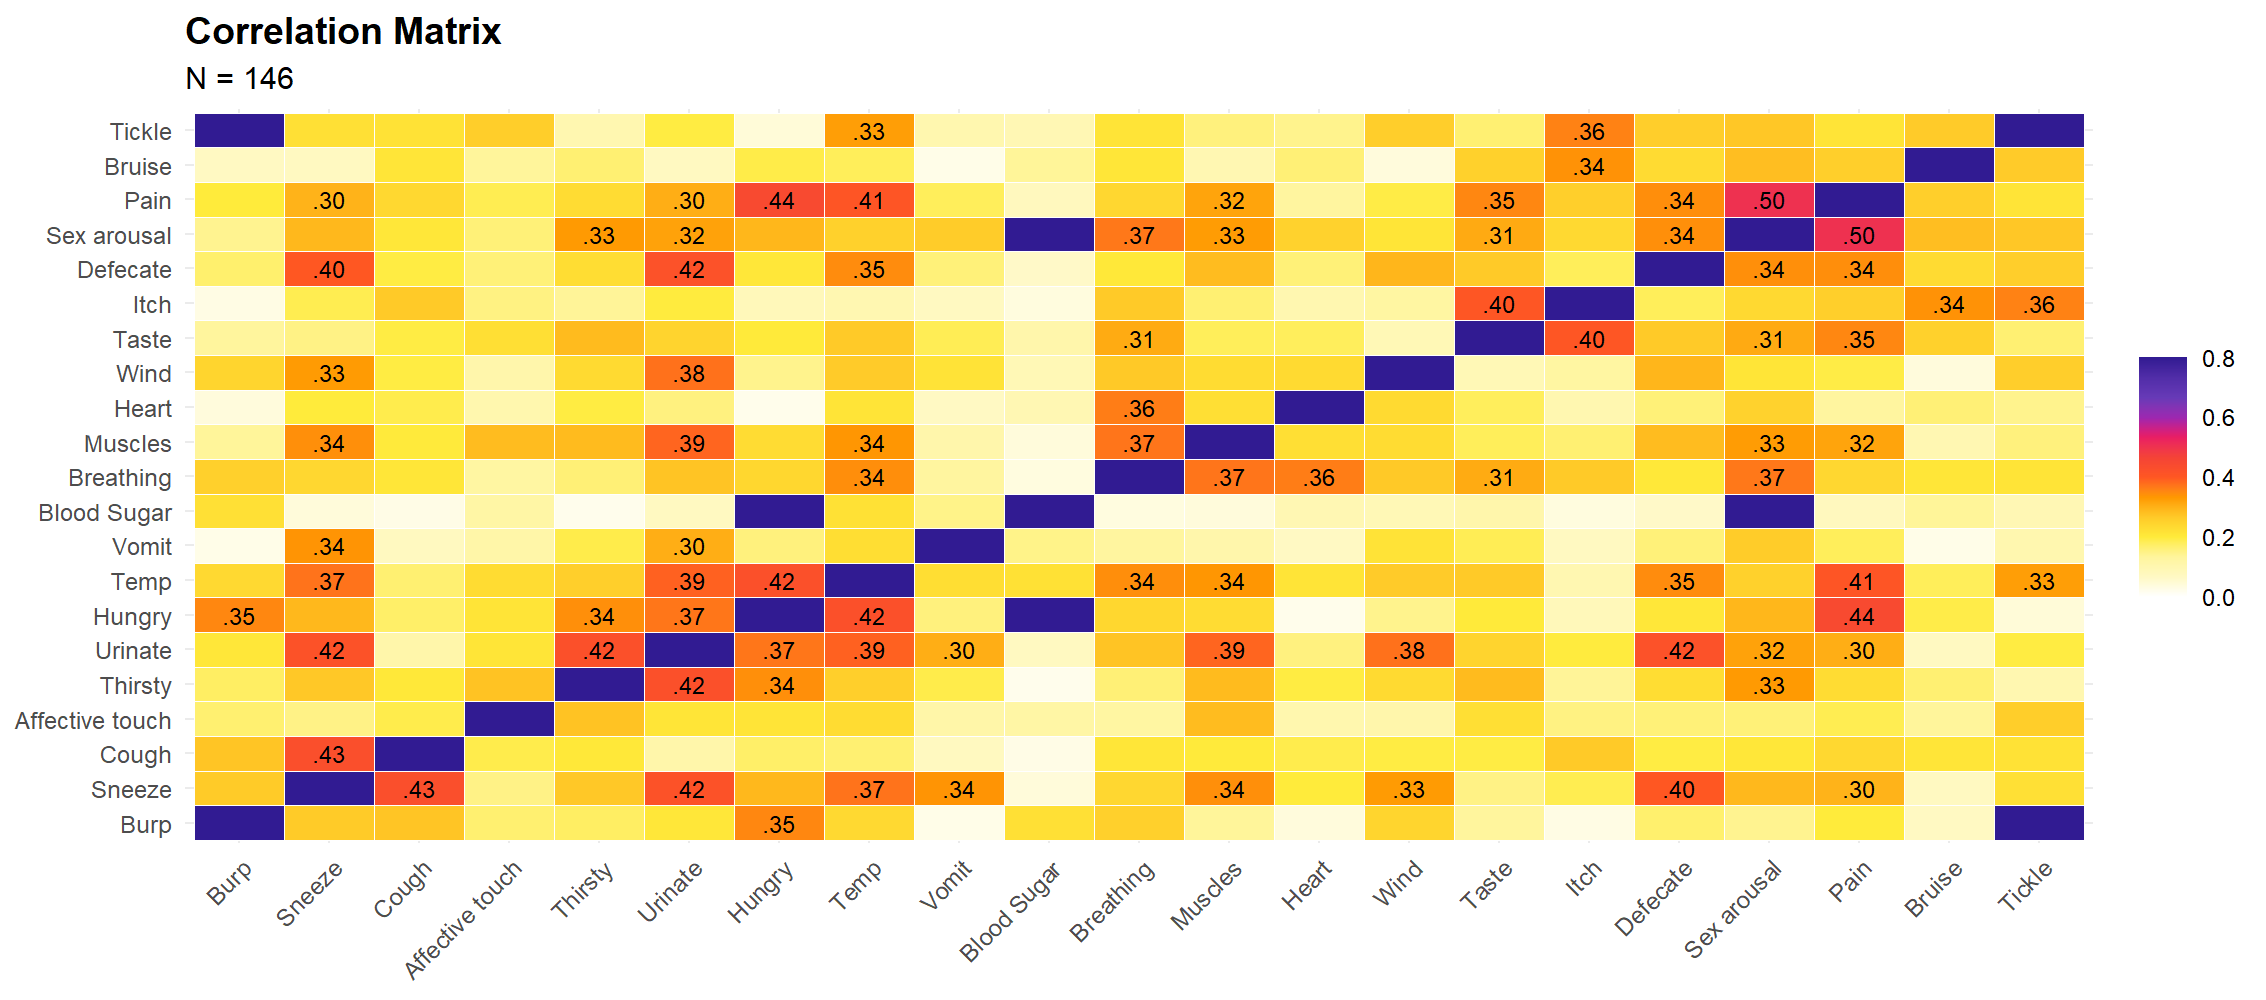 Correlation Matrix
N = 146
Tickle .33 .36
Bruise .34
Pain .30 .30 .44 .41 .32 .35 .34 .50
Sex arousal .33 .32 .37 .33 .31 .34 .50
Defecate .40 .42 .35 .34 .34
Itch .40 .34 .36
Taste .31 .40 .31 .35
Wind .33 .38
Heart .36
Muscles .34 .39 .34 .37 .33 .32
Breathing .34 .37 .36 .31 .37
Blood Sugar
Vomit .34 .30
Temp .37 .39 .42 .34 .34 .35 .41 .33
Hungry .35 .34 .37 .42 .44
Urinate .42 .42 .37 .39 .30 .39 .38 .42 .32 .30
Thirsty .42 .34 .33
Affective touch
Cough .43
Sneeze .43 .42 .37 .34 .34 .33 .40 .30
Burp .35
Burp Sneeze Cough Affective touch Thirsty Urinate Hungry Temp Vomit Blood Sugar Breathing Muscles Heart Wind Taste Itch Defecate Sex arousal Pain Bruise Tickle
0.8
0.6
0.4
0.2
0.0